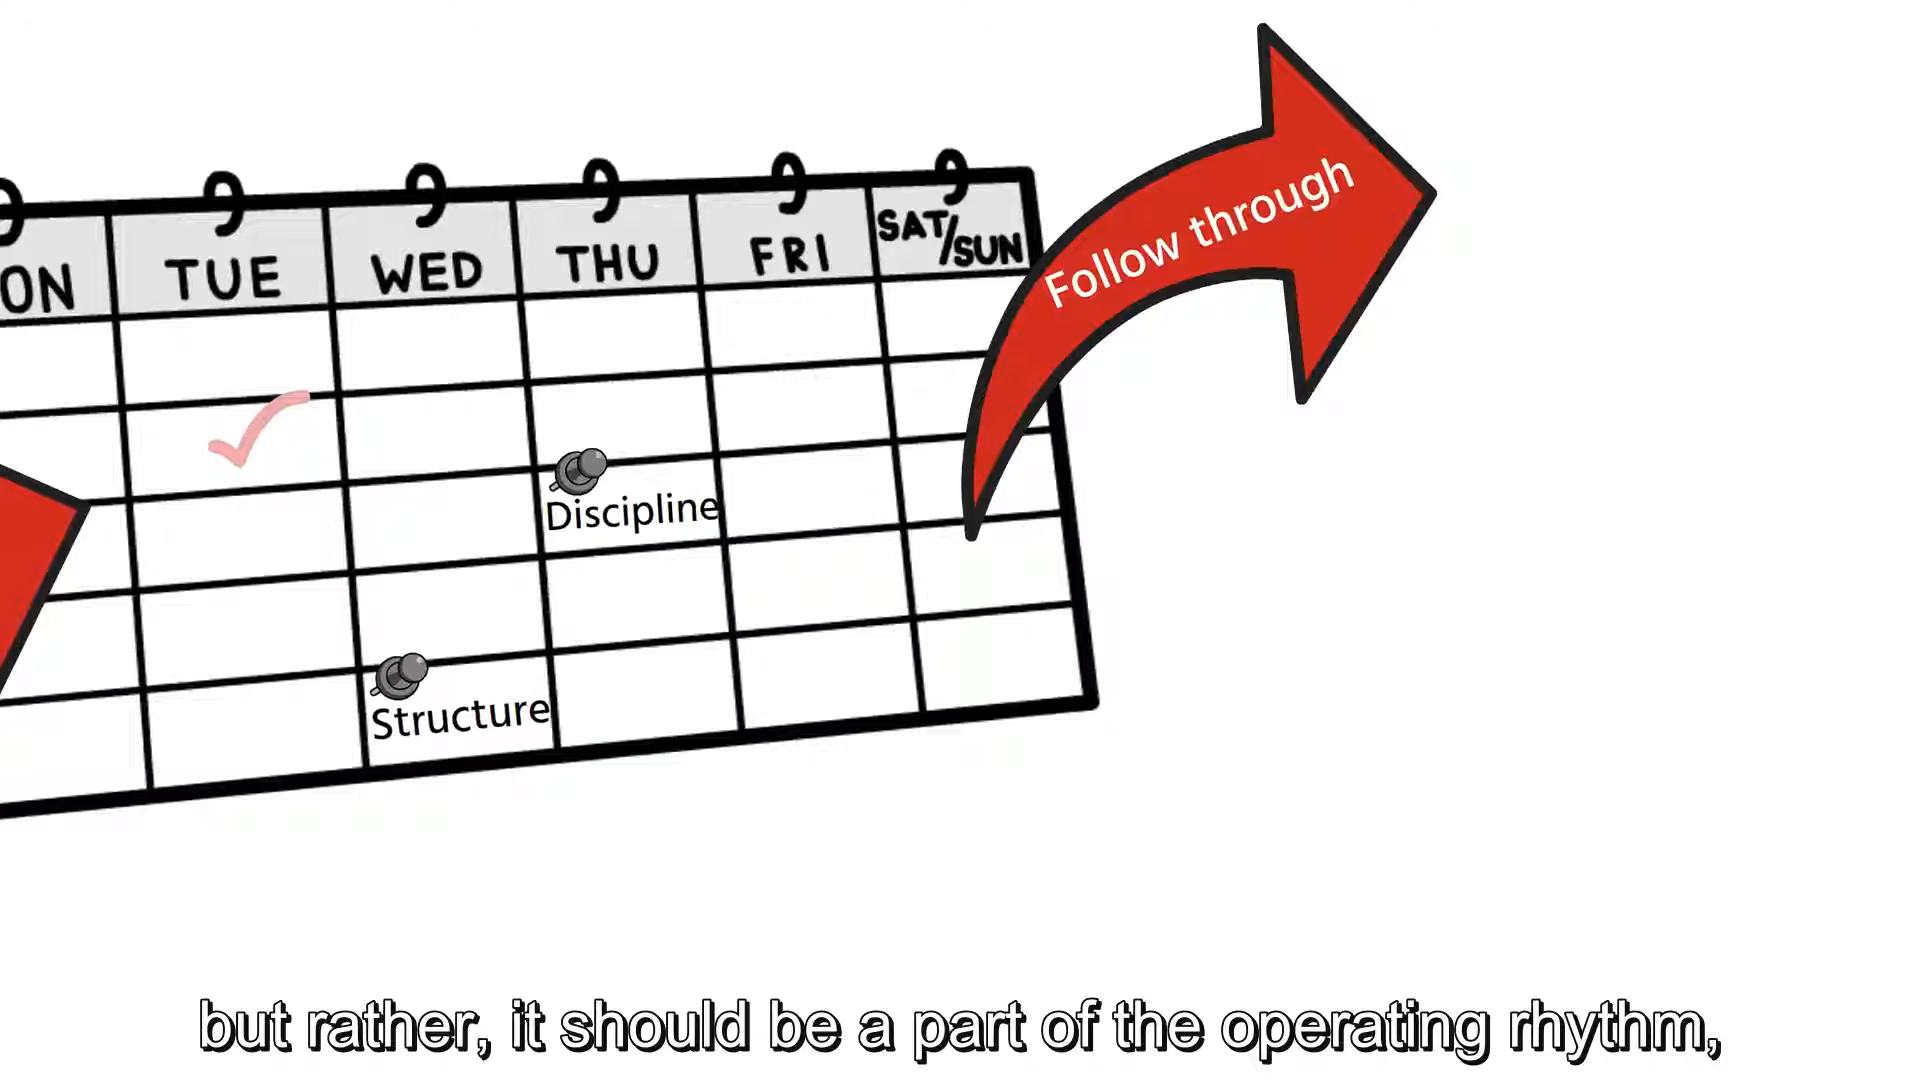 ON TUE WED THU FRI SAT/SUN
Follow through
Discipline
Structure
but rather, it should be a part of the operating rhythm,